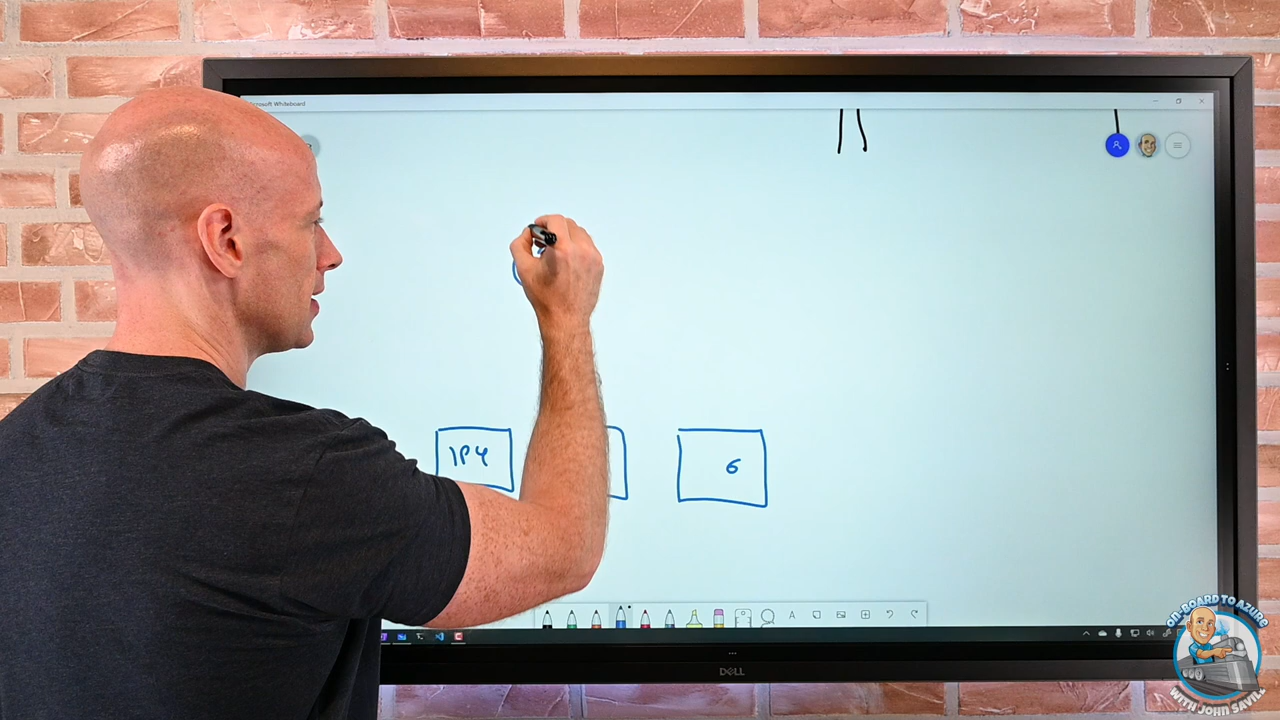 Microsoft Whiteboard
IP4
6
A
DELL
ON-BOARD TO AZURE
WITH JOHN SAVILL